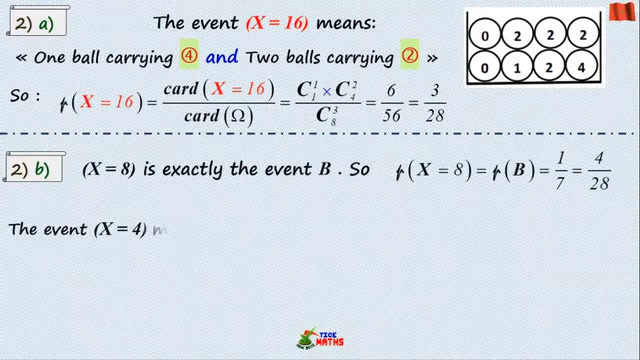 2) a) The event (X = 16) means:
« One ball carrying ④ and Two balls carrying ② »
0 2 2 2
0 1 2 4
So : p(X = 16) = card(X = 16) / card(Ω) = C₁¹ × C₄² / C₈³ = 6/56 = 3/28
2) b) (X = 8) is exactly the event B . So p(X = 8) = p(B) = 1/7 = 4/28
The event (X = 4) m
TICE
MATHS